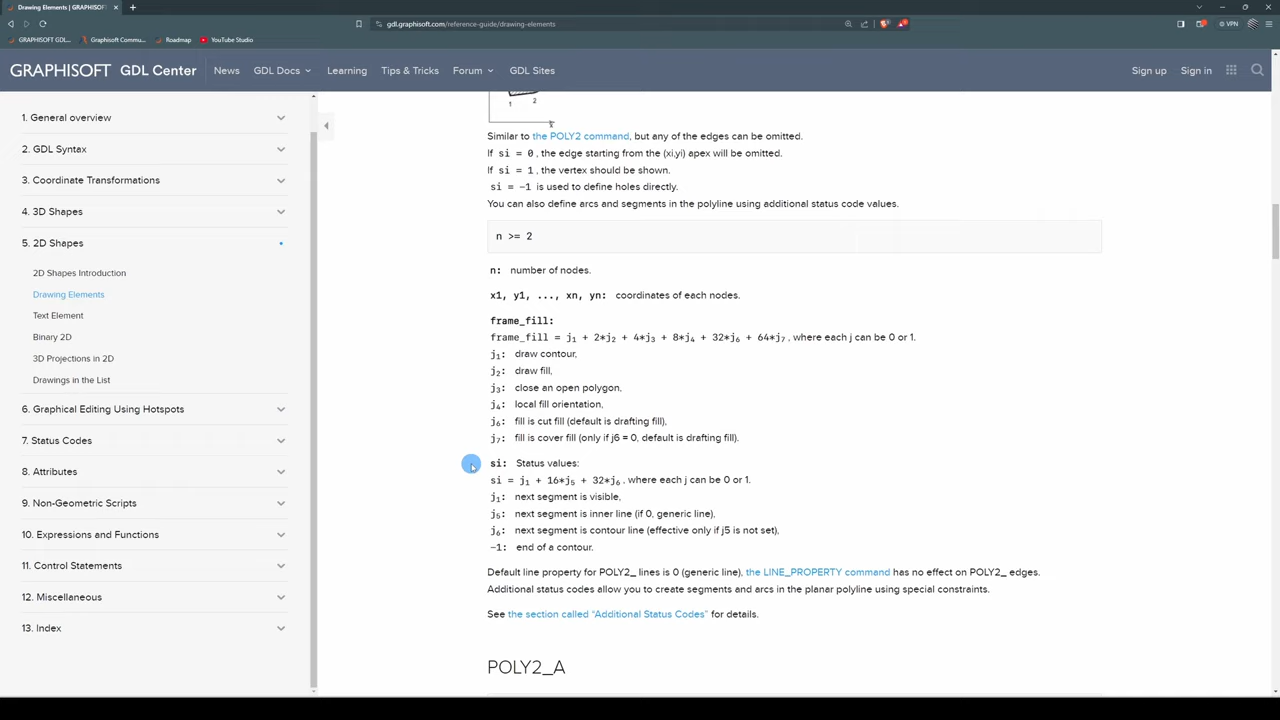 Drawing Elements | GRAPHISOFT
gdl.graphisoft.com/reference-guide/drawing-elements
VPN
GRAPHISOFT GDL...
Graphisoft Commu...
Roadmap
YouTube Studio
GRAPHISOFT GDL Center
News
GDL Docs
Learning
Tips & Tricks
Forum
GDL Sites
Sign up
Sign in
1. General overview
2. GDL Syntax
3. Coordinate Transformations
4. 3D Shapes
5. 2D Shapes
2D Shapes Introduction
Drawing Elements
Text Element
Binary 2D
3D Projections in 2D
Drawings in the List
6. Graphical Editing Using Hotspots
7. Status Codes
8. Attributes
9. Non-Geometric Scripts
10. Expressions and Functions
11. Control Statements
12. Miscellaneous
13. Index
1
2
x
Similar to the POLY2 command, but any of the edges can be omitted.
If si = 0, the edge starting from the (xi,yi) apex will be omitted.
If si = 1, the vertex should be shown.
si = -1 is used to define holes directly.
You can also define arcs and segments in the polyline using additional status code values.
n >= 2
n: number of nodes.
x1, y1, ..., xn, yn: coordinates of each nodes.
frame_fill:
frame_fill = j1 + 2*j2 + 4*j3 + 8*j4 + 32*j6 + 64*j7, where each j can be 0 or 1.
j1: draw contour,
j2: draw fill,
j3: close an open polygon,
j4: local fill orientation,
j6: fill is cut fill (default is drafting fill),
j7: fill is cover fill (only if j6 = 0, default is drafting fill).
si: Status values:
si = j1 + 16*j5 + 32*j6, where each j can be 0 or 1.
j1: next segment is visible,
j5: next segment is inner line (if 0, generic line),
j6: next segment is contour line (effective only if j5 is not set),
-1: end of a contour.
Default line property for POLY2_ lines is 0 (generic line), the LINE_PROPERTY command has no effect on POLY2_ edges.
Additional status codes allow you to create segments and arcs in the planar polyline using special constraints.
See the section called “Additional Status Codes” for details.
POLY2_A